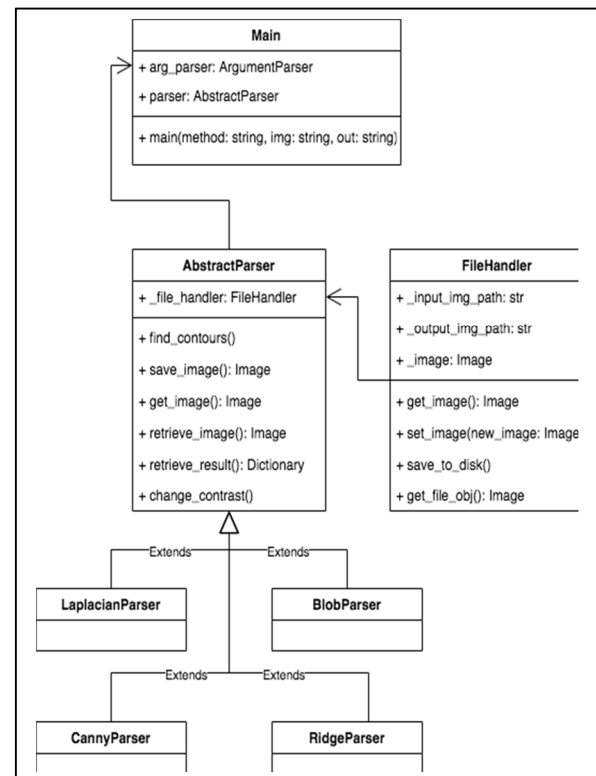 Main
+ arg_parser: ArgumentParser
+ parser: AbstractParser
+ main(method: string, img: string, out: string)
AbstractParser
+ _file_handler: FileHandler
+ find_contours()
+ save_image(): Image
+ get_image(): Image
+ retrieve_image(): Image
+ retrieve_result(): Dictionary
+ change_contrast()
FileHandler
+ _input_img_path: str
+ _output_img_path: str
+ _image: Image
+ get_image(): Image
+ set_image(new_image: Image
+ save_to_disk()
+ get_file_obj(): Image
Extends
Extends
LaplacianParser
BlobParser
Extends
Extends
CannyParser
RidgeParser